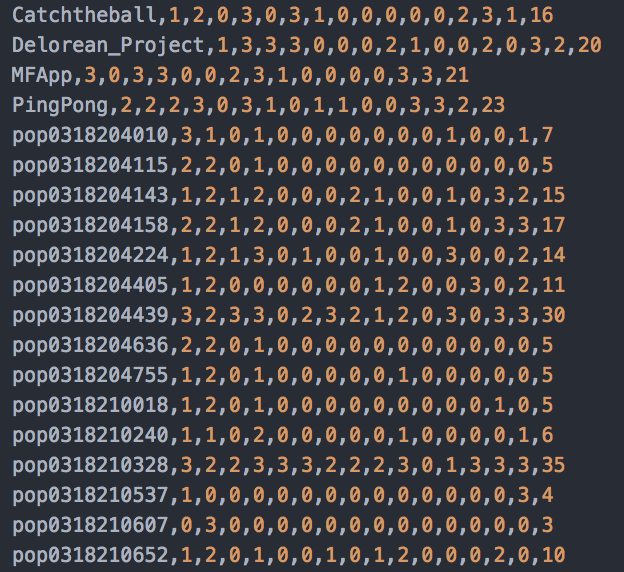 Catchtheball,1,2,0,3,0,3,1,0,0,0,0,0,2,3,1,16
Delorean_Project,1,3,3,3,0,0,0,2,1,0,0,2,0,3,2,20
MFApp,3,0,3,3,0,0,2,3,1,0,0,0,0,3,3,21
PingPong,2,2,2,3,0,3,1,0,1,1,0,0,3,3,2,23
pop0318204010,3,1,0,1,0,0,0,0,0,0,0,1,0,0,1,7
pop0318204115,2,2,0,1,0,0,0,0,0,0,0,0,0,0,0,5
pop0318204143,1,2,1,2,0,0,0,2,1,0,0,1,0,3,2,15
pop0318204158,2,2,1,2,0,0,0,2,1,0,0,1,0,3,3,17
pop0318204224,1,2,1,3,0,1,0,0,1,0,0,3,0,0,2,14
pop0318204405,1,2,0,0,0,0,0,0,1,2,0,0,3,0,2,11
pop0318204439,3,2,3,3,0,2,3,2,1,2,0,3,0,3,3,30
pop0318204636,2,2,0,1,0,0,0,0,0,0,0,0,0,0,0,5
pop0318204755,1,2,0,1,0,0,0,0,0,1,0,0,0,0,0,5
pop0318210018,1,2,0,1,0,0,0,0,0,0,0,0,0,1,0,5
pop0318210240,1,1,0,2,0,0,0,0,0,1,0,0,0,0,1,6
pop0318210328,3,2,2,3,3,3,2,2,2,3,0,1,3,3,3,35
pop0318210537,1,0,0,0,0,0,0,0,0,0,0,0,0,0,3,4
pop0318210607,0,3,0,0,0,0,0,0,0,0,0,0,0,0,0,3
pop0318210652,1,2,0,1,0,0,1,0,1,2,0,0,0,2,0,10